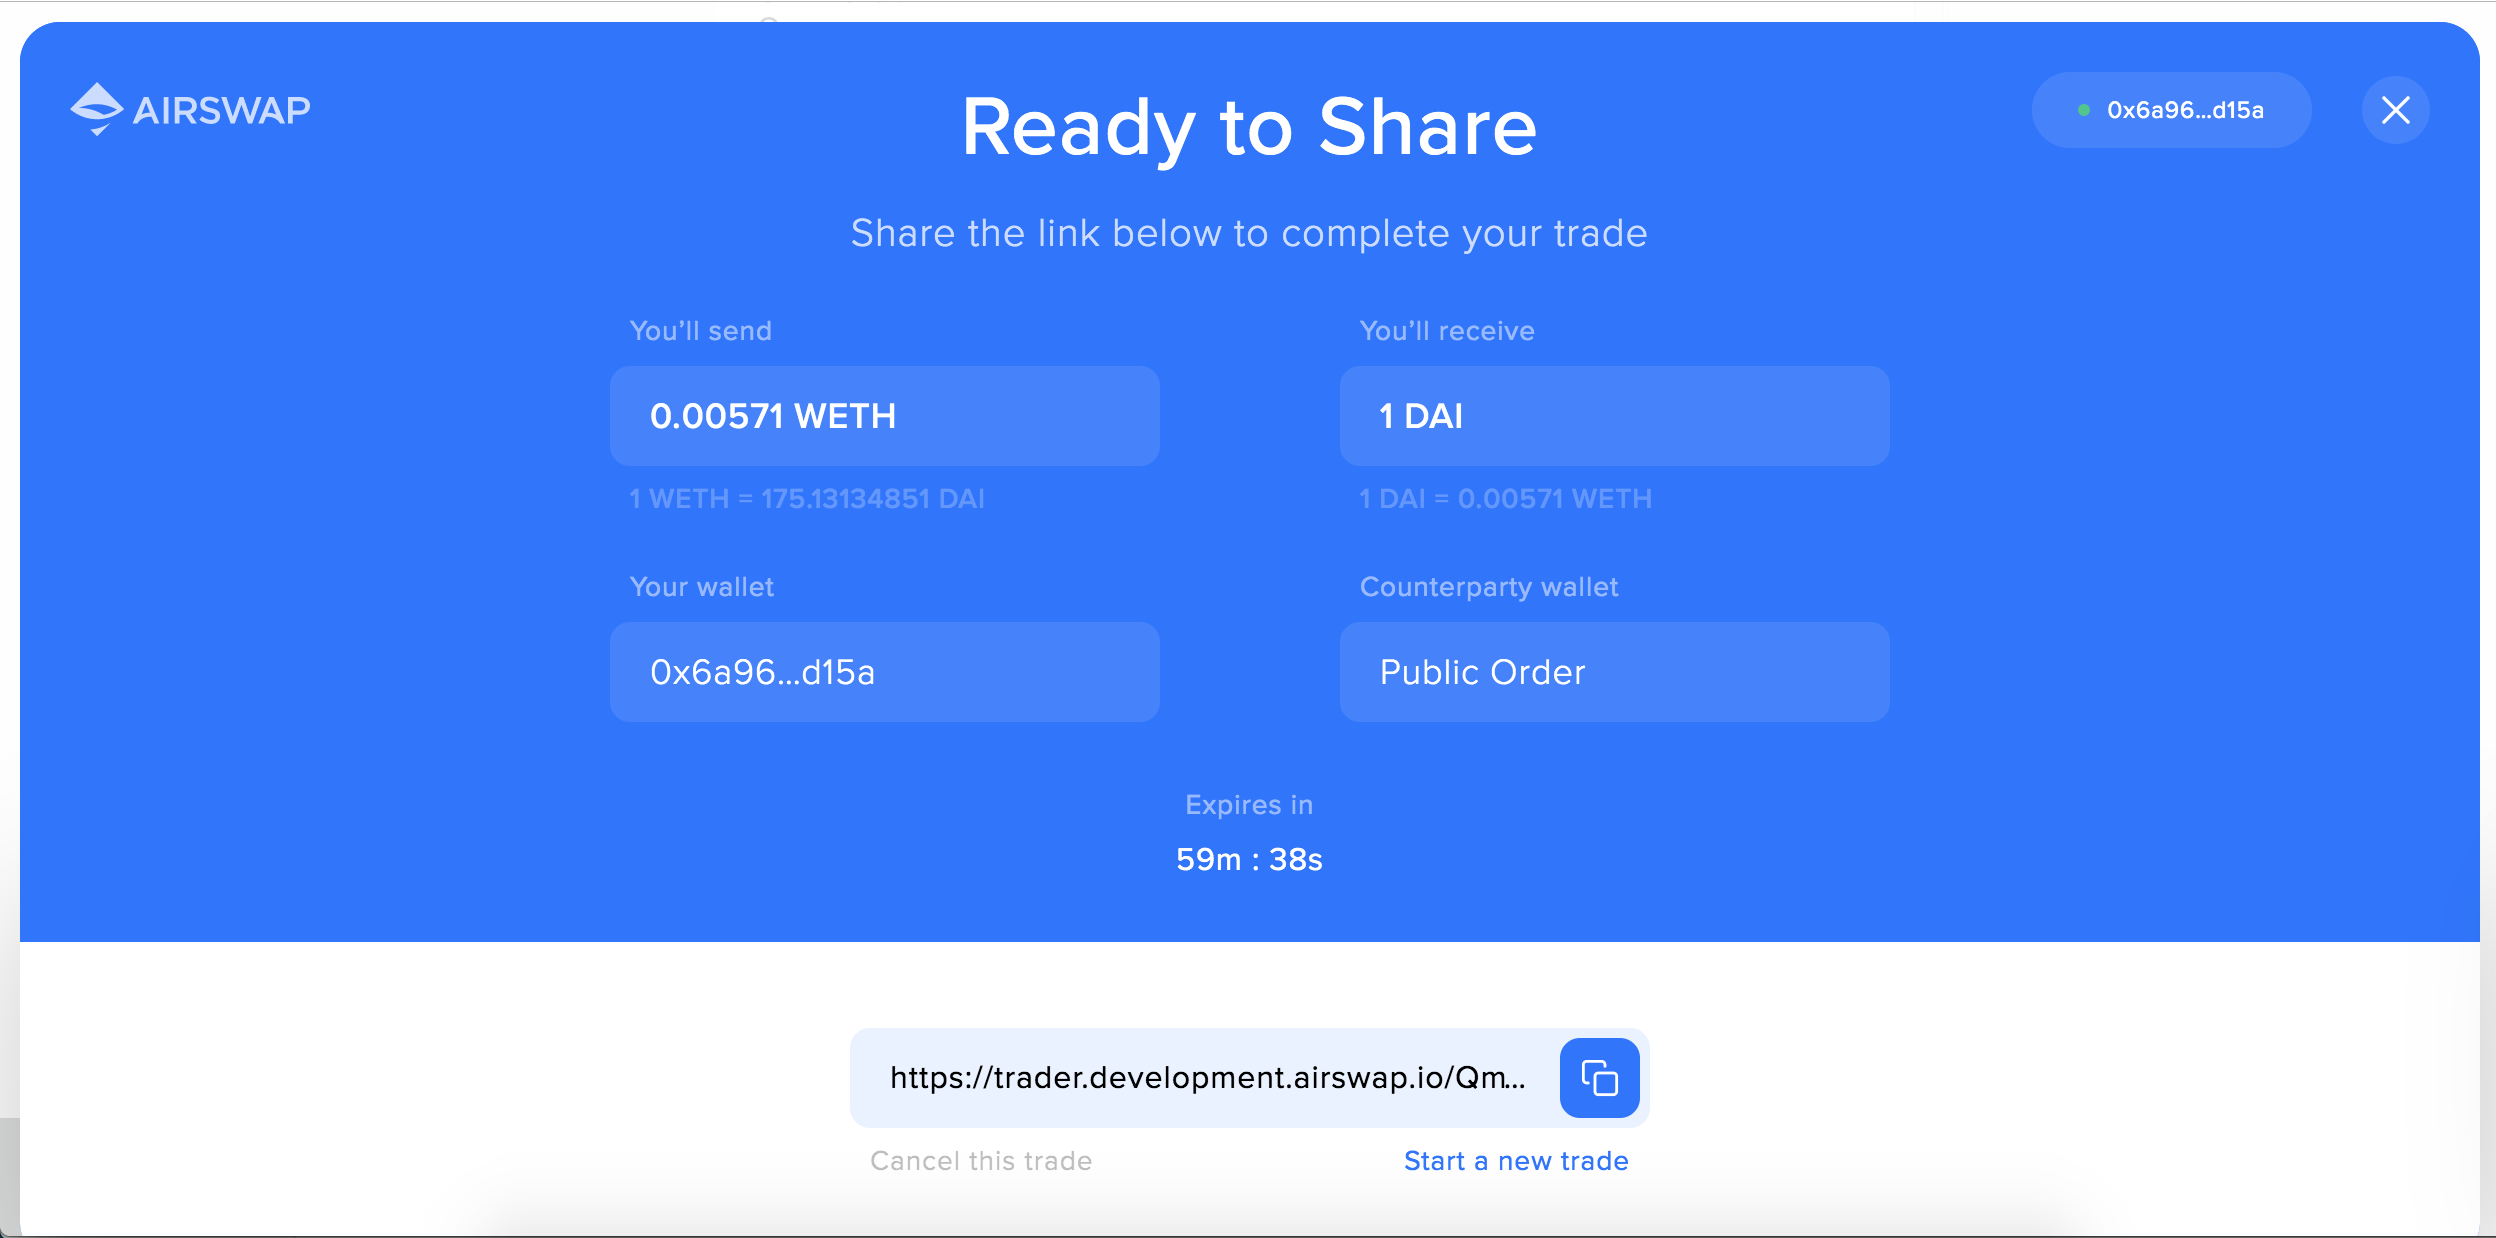 AIRSWAP
Ready to Share
0x6a96...d15a
Share the link below to complete your trade
You'll send
You'll receive
0.00571 WETH
1 DAI
1 WETH = 175.13134851 DAI
1 DAI = 0.00571 WETH
Your wallet
Counterparty wallet
0x6a96...d15a
Public Order
Expires in
59m : 38s
https://trader.development.airswap.io/Qm...
Cancel this trade
Start a new trade